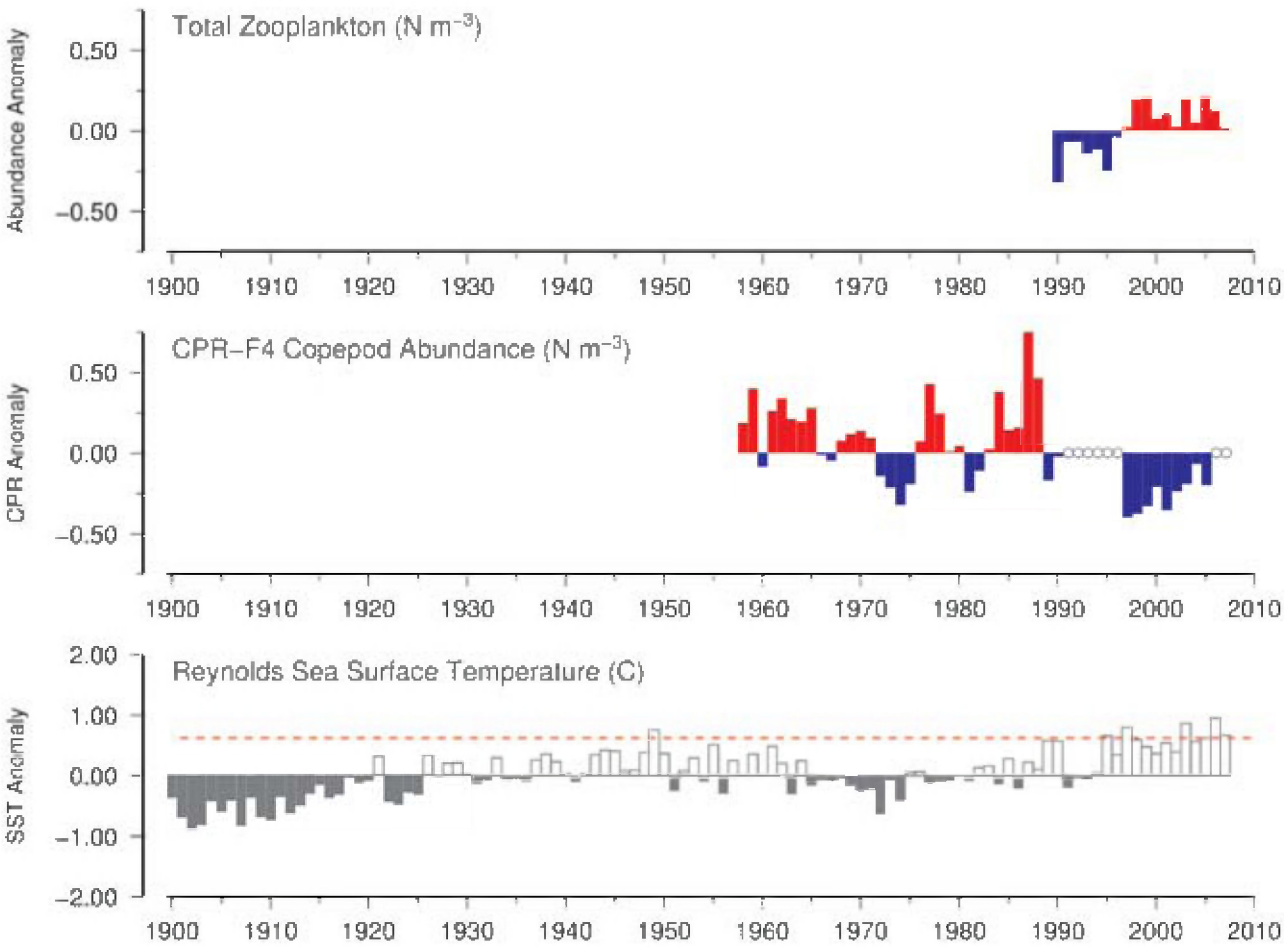 Total Zooplankton (N m⁻³)
Abundance Anomaly
0.50
0.00
−0.50
1900 1910 1920 1930 1940 1950 1960 1970 1980 1990 2000 2010
CPR−F4 Copepod Abundance (N m⁻³)
CPR Anomaly
0.50
0.00
−0.50
1900 1910 1920 1930 1940 1950 1960 1970 1980 1990 2000 2010
Reynolds Sea Surface Temperature (C)
SST Anomaly
2.00
1.00
0.00
−1.00
−2.00
1900 1910 1920 1930 1940 1950 1960 1970 1980 1990 2000 2010